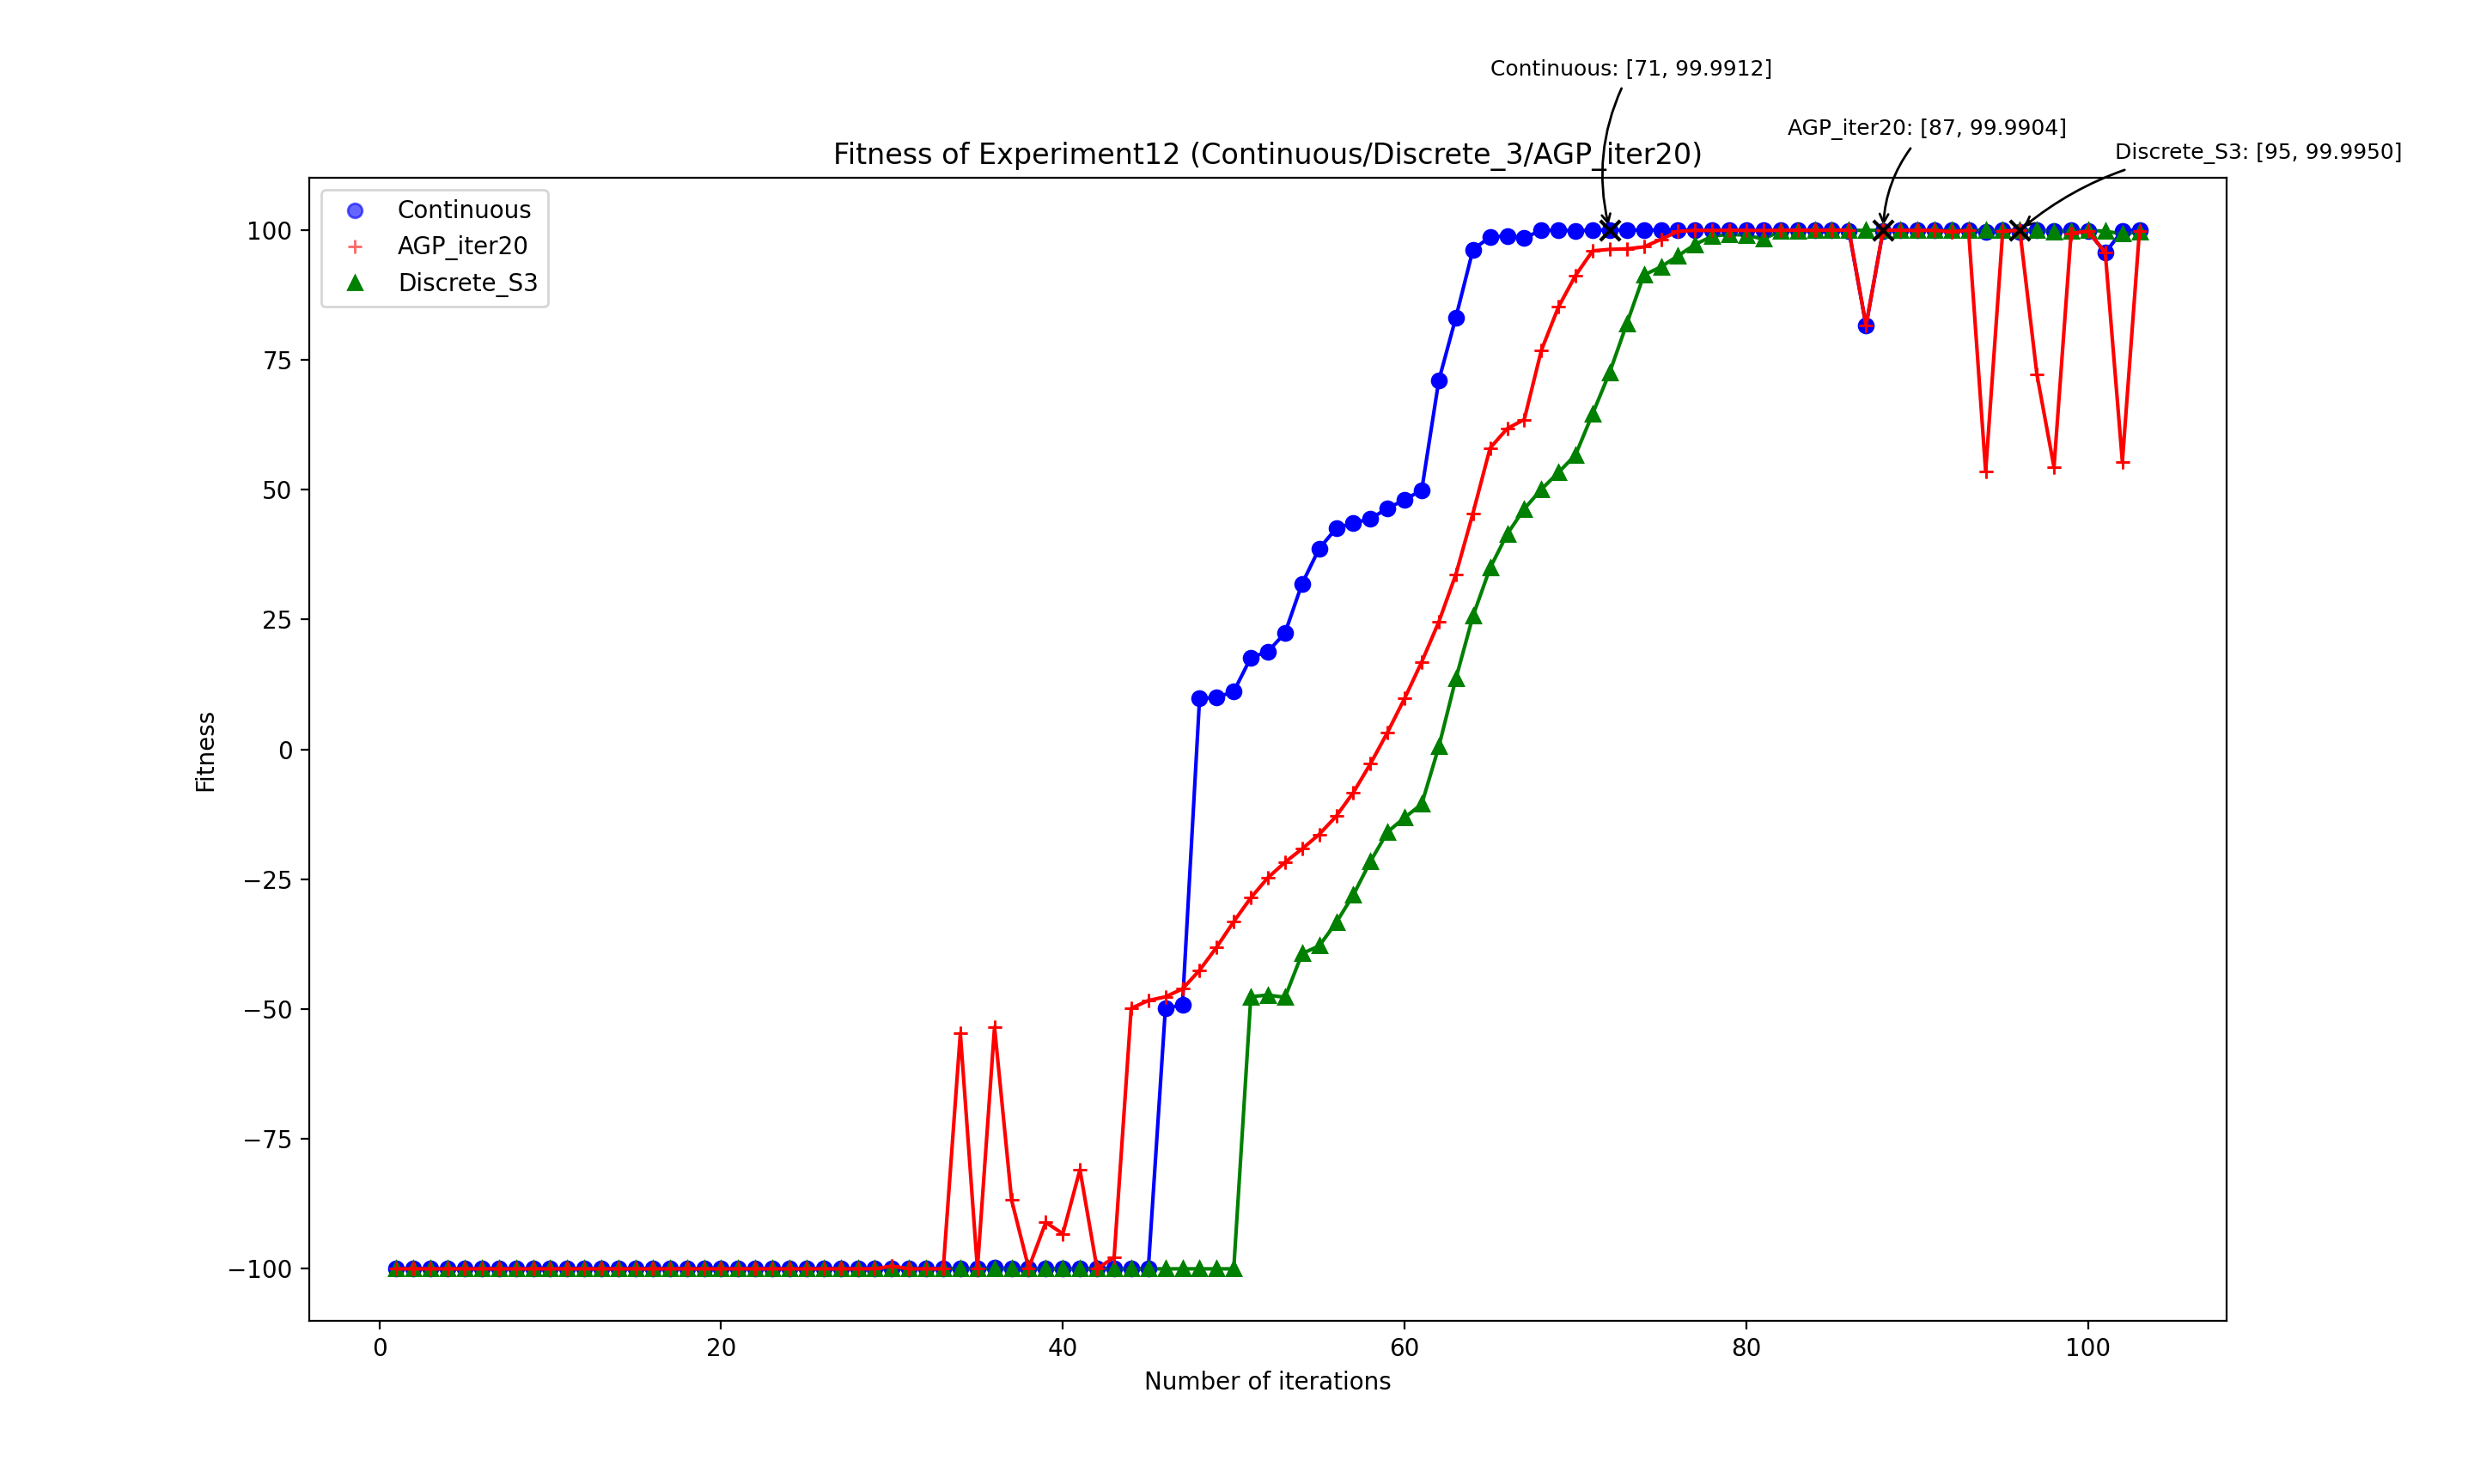 Continuous: [71, 99.9912]
AGP_iter20: [87, 99.9904]
Discrete_S3: [95, 99.9950]
Fitness of Experiment12 (Continuous/Discrete_3/AGP_iter20)
Continuous
AGP_iter20
Discrete_S3
100
75
50
25
0
−25
−50
−75
−100
Fitness
0 20 40 60 80 100
Number of iterations